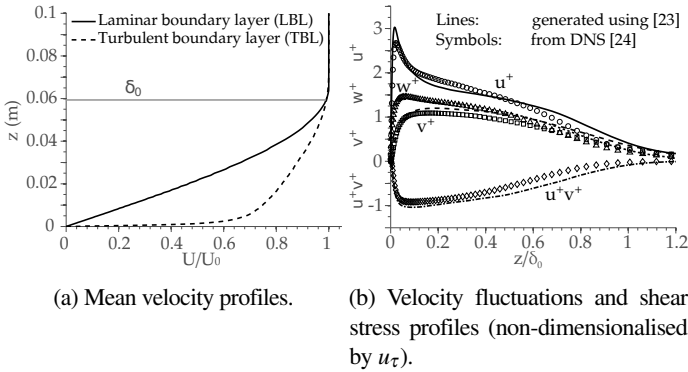 0.1
0.08
0.06
0.04
0.02
0
z (m)
Laminar boundary layer (LBL)
Turbulent boundary layer (TBL)
δ₀
0 0.2 0.4 0.6 0.8 1
U/U₀
Lines: generated using [23]
Symbols: from DNS [24]
3
2
1
0
-1
u⁺v⁺ v⁺ w⁺ u⁺
u⁺
w⁺
v⁺
u⁺v⁺
0 0.2 0.4 0.6 0.8 1 1.2
z/δ₀
(a) Mean velocity profiles.
(b) Velocity fluctuations and shear
stress profiles (non-dimensionalised
by uτ).